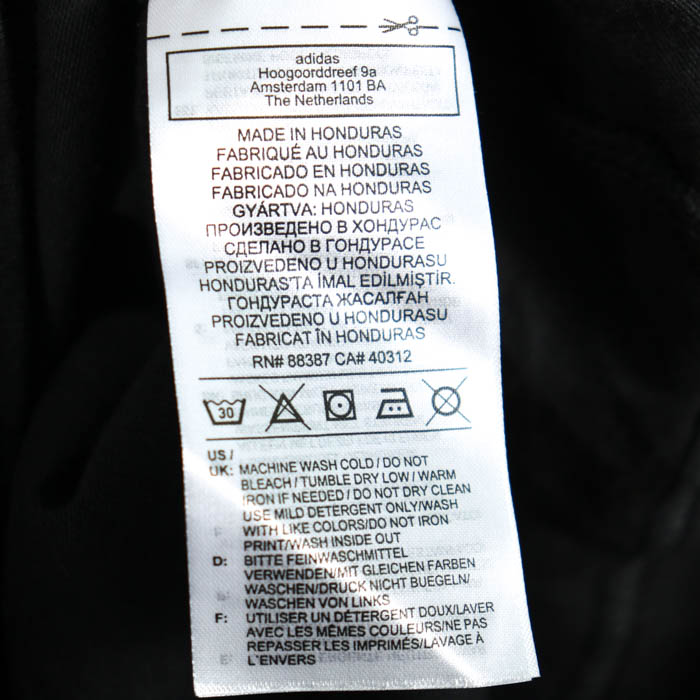 adidas
Hoogoorddreef 9a
Amsterdam 1101 BA
The Netherlands
MADE IN HONDURAS
FABRIQUÉ AU HONDURAS
FABRICADO EN HONDURAS
FABRICADO NA HONDURAS
GYÁRTVA: HONDURAS
ПРОИЗВЕДЕНО В ХОНДУРАС
СДЕЛАНО В ГОНДУРАСЕ
PROIZVEDENO U HONDURASU
HONDURAS'TA İMAL EDİLMİŞTİR.
ГОНДУРАСТА ЖАСАЛҒАН
PROIZVEDENO U HONDURASU
FABRICAT ÎN HONDURAS
RN# 88387 CA# 40312
30
US /
UK: MACHINE WASH COLD / DO NOT
BLEACH / TUMBLE DRY LOW / WARM
IRON IF NEEDED / DO NOT DRY CLEAN
USE MILD DETERGENT ONLY/WASH
WITH LIKE COLORS/DO NOT IRON
PRINT/WASH INSIDE OUT
D: BITTE FEINWASCHMITTEL
VERWENDEN/MIT GLEICHEN FARBEN
WASCHEN/DRUCK NICHT BUEGELN/
WASCHEN VON LINKS
F: UTILISER UN DÉTERGENT DOUX/LAVER
AVEC LES MÊMES COULEURS/NE PAS
REPASSER LES IMPRIMÉS/LAVAGE À
L'ENVERS